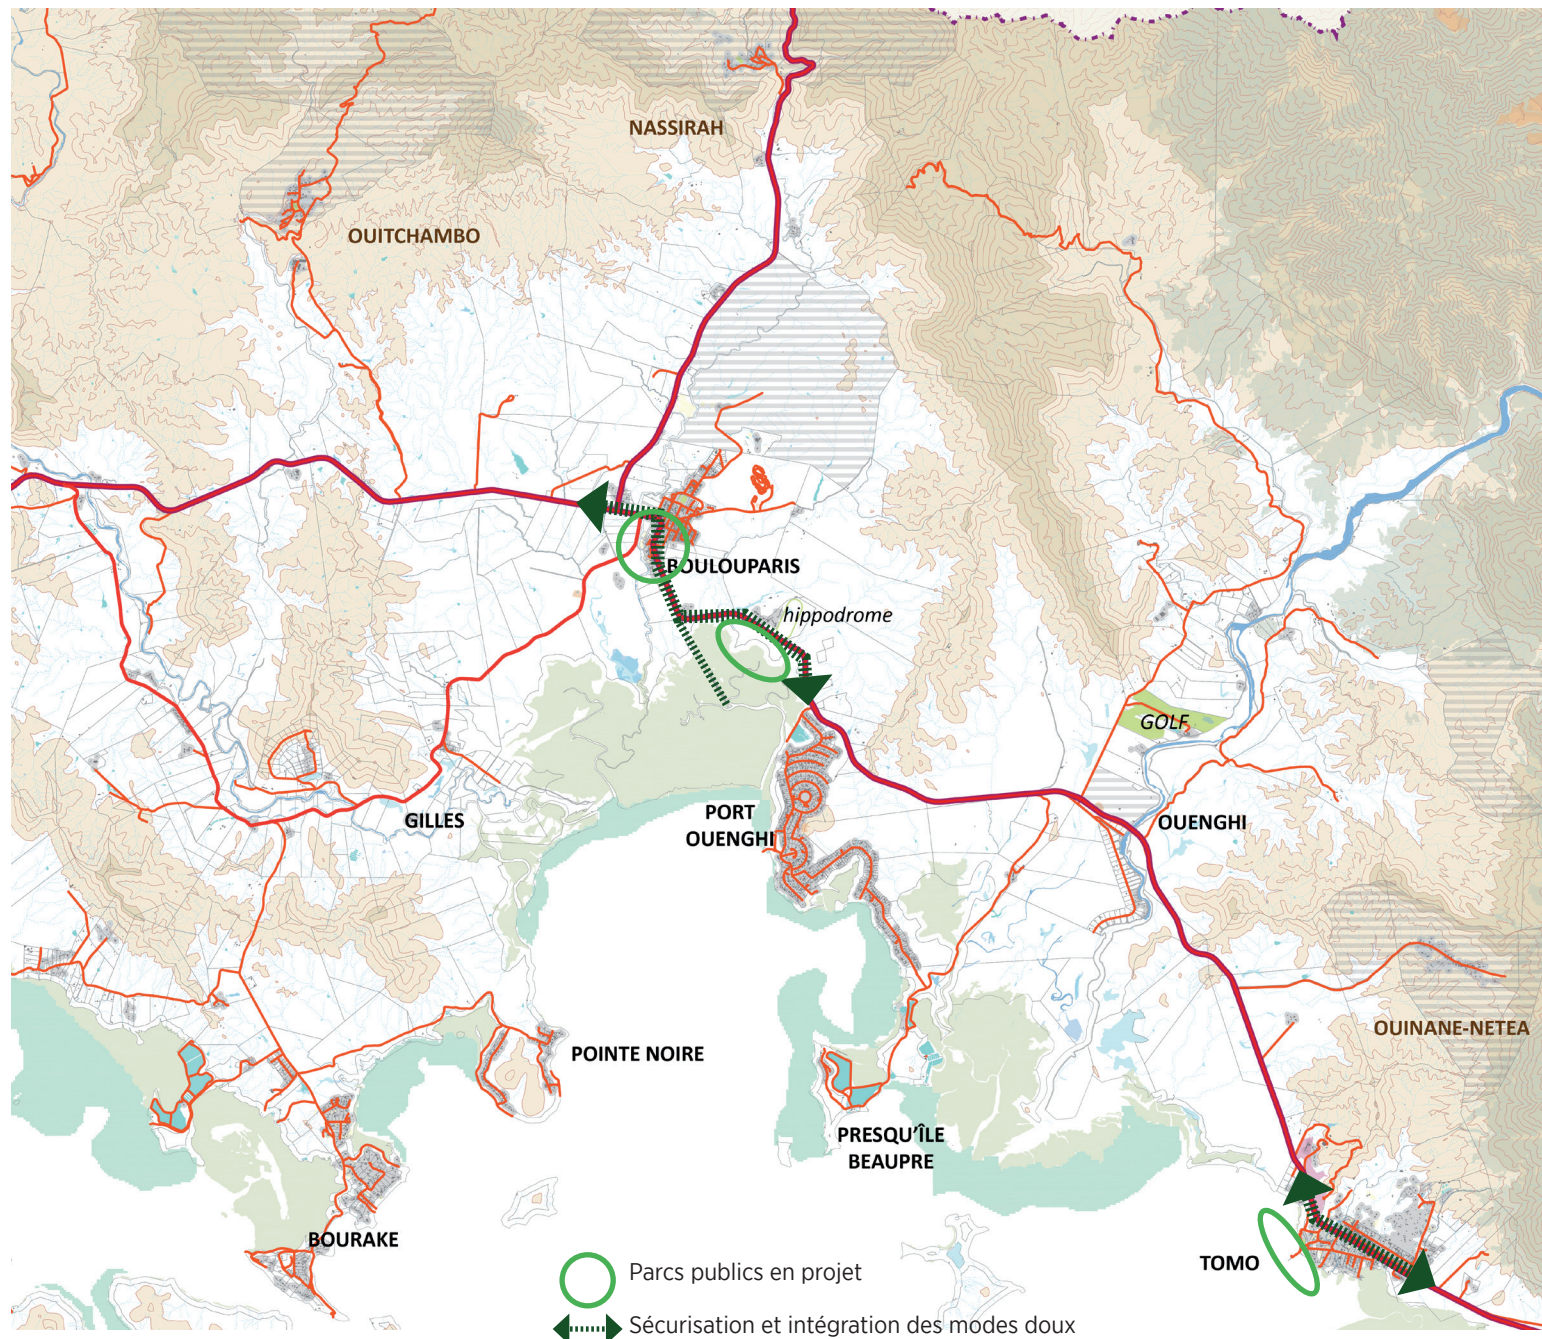 NASSIRAH
OUITCHAMBO
BOULOUPARIS
hippodrome
GOLF
PORT
OUENGHI
GILLES
OUENGHI
OUINANE-NETEA
POINTE NOIRE
PRESQU'ÎLE
BEAUPRE
BOURAKE
TOMO
Parcs publics en projet
Sécurisation et intégration des modes doux